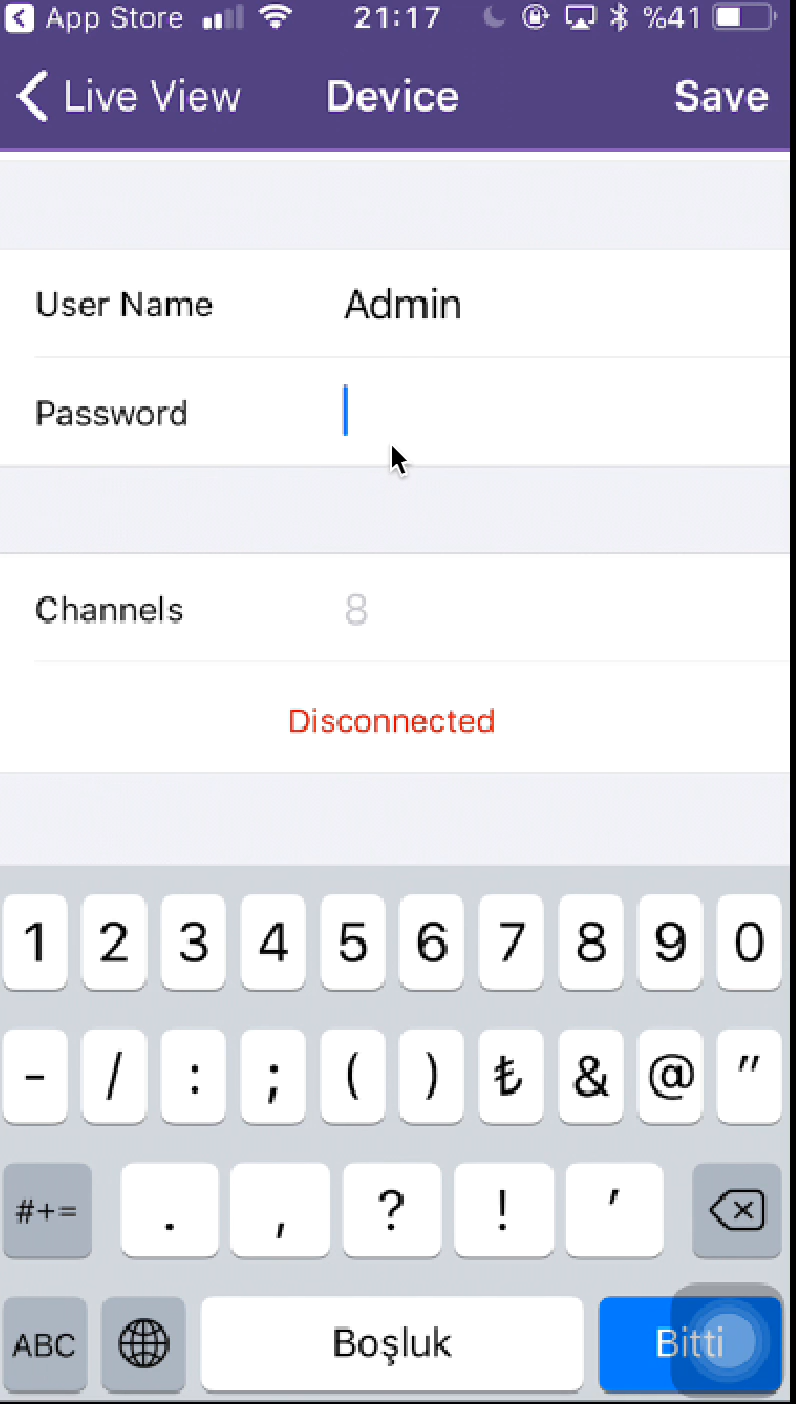 App Store 21:17 %41
Live View Device Save
User Name Admin
Password
Channels 8
Disconnected
1 2 3 4 5 6 7 8 9 0
- / : ; ( ) ₺ & @ "
#+= . , ? ! '
ABC Boşluk Bitti